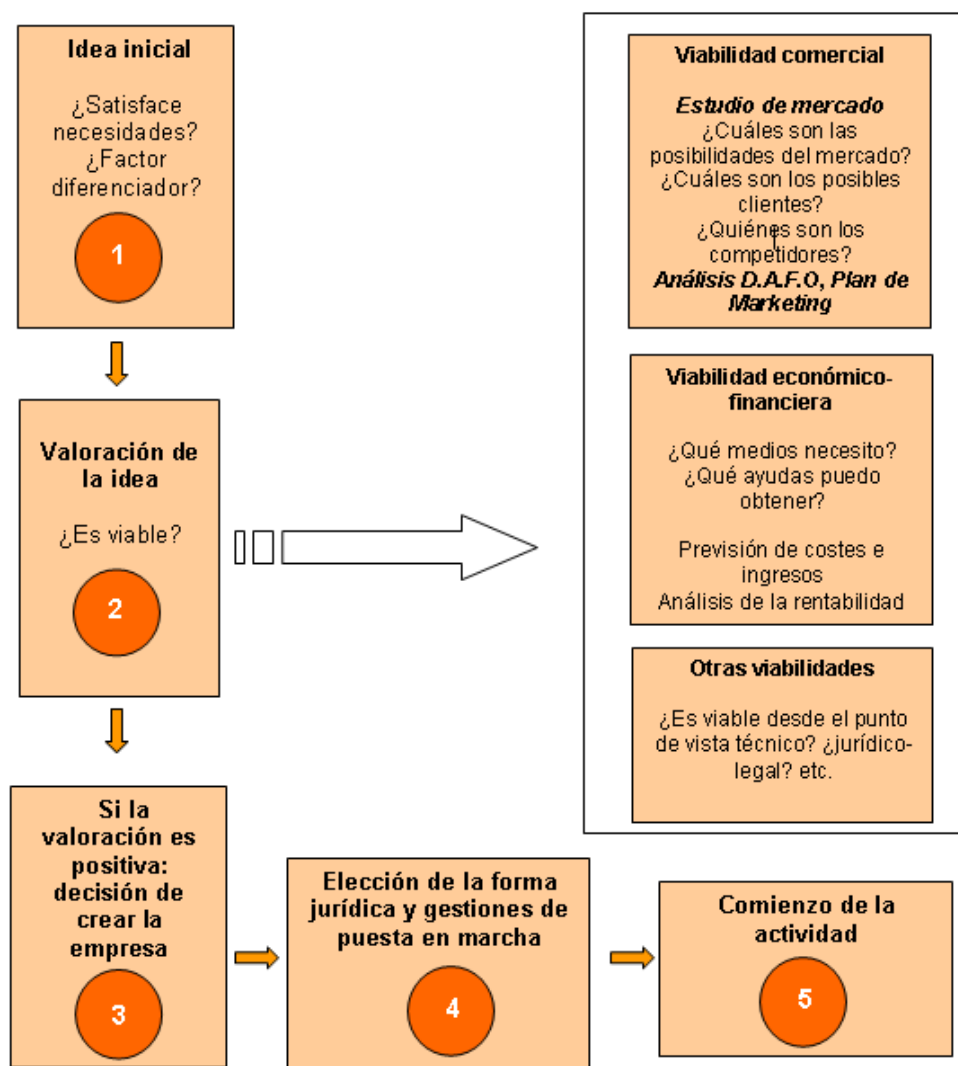 Idea inicial
¿Satisface
necesidades?
¿Factor
diferenciador?
1
Valoración de
la idea
¿Es viable?
2
Viabilidad comercial
Estudio de mercado
¿Cuáles son las
posibilidades del mercado?
¿Cuáles son los posibles
clientes?
¿Quiénes son los
competidores?
Análisis D.A.F.O, Plan de
Marketing
Viabilidad económico-
financiera
¿Qué medios necesito?
¿Qué ayudas puedo
obtener?
Previsión de costes e
ingresos
Análisis de la rentabilidad
Otras viabilidades
¿Es viable desde el punto
de vista técnico? ¿jurídico-
legal? etc.
Si la
valoración es
positiva:
decisión de
crear la
empresa
3
Elección de la forma
jurídica y gestiones de
puesta en marcha
4
Comienzo de la
actividad
5